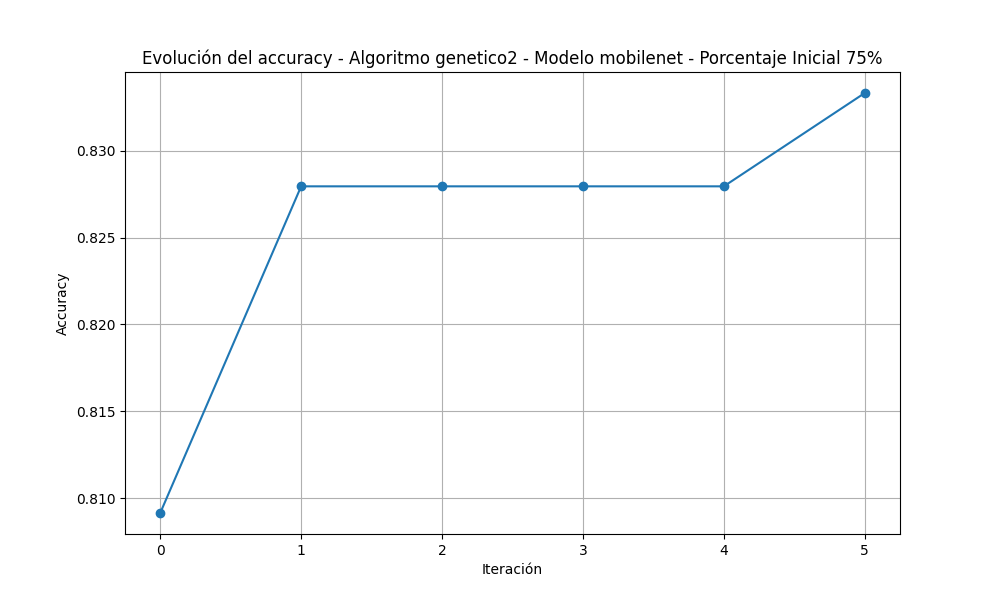 Evolución del accuracy - Algoritmo genetico2 - Modelo mobilenet - Porcentaje Inicial 75%
0.830
0.825
0.820
0.815
0.810
Accuracy
0 1 2 3 4 5
Iteración